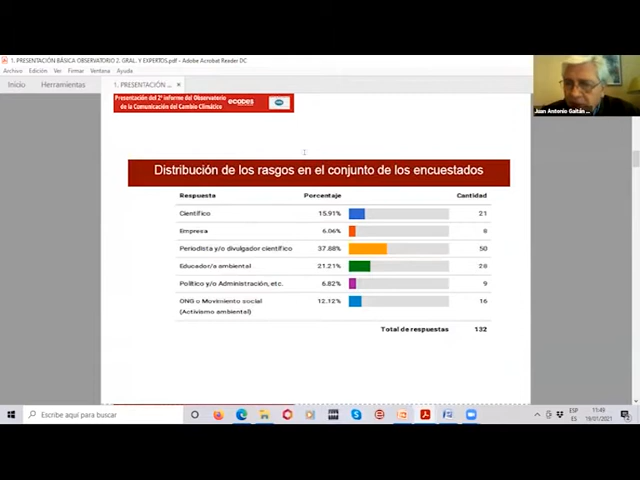 1. PRESENTACIÓN BÁSICA OBSERVATORIO 2. GRAL. Y EXPERTOS.pdf - Adobe Acrobat Reader DC
Archivo Edición Ver Firmar Ventana Ayuda
Inicio Herramientas 1. PRESENTACIÓN ... ×
Presentación del 2º informe del Observatorio
de la Comunicación del Cambio Climático
ecodes
Juan Antonio Gaitán ...
Distribución de los rasgos en el conjunto de los encuestados
Respuesta Porcentaje Cantidad
Científico 15.91% 21
Empresa 6.06% 8
Periodista y/o divulgador científico 37.88% 50
Educador/a ambiental 21.21% 28
Político y/o Administración, etc. 6.82% 9
ONG o Movimiento social 12.12% 16
(Activismo ambiental)
Total de respuestas 132
Escribe aquí para buscar
ESP 11:49
ES 19/01/2021